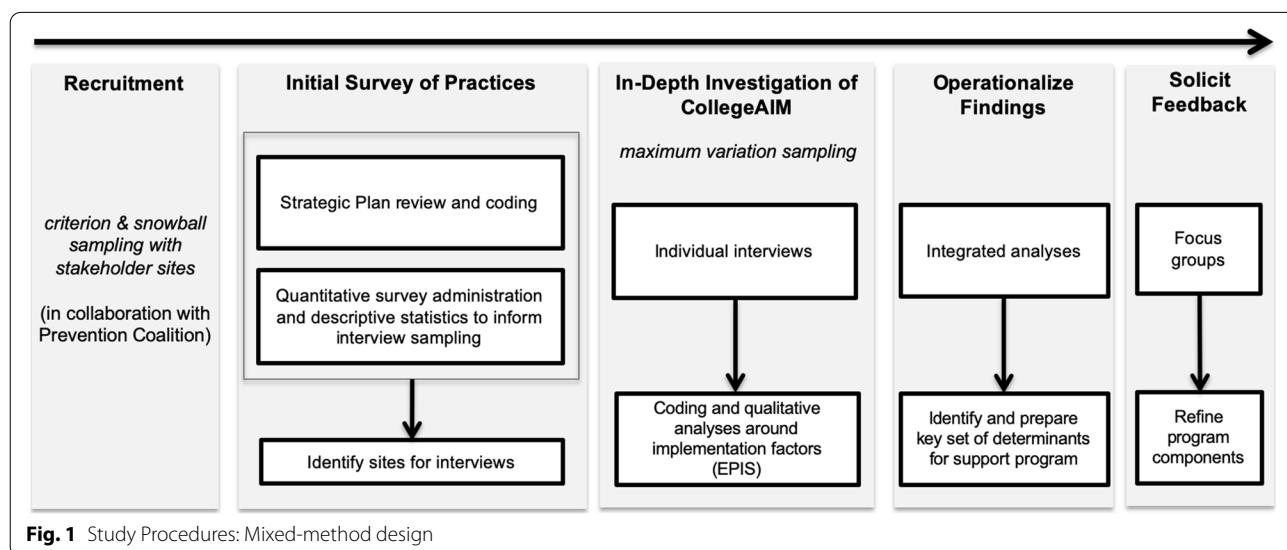 Recruitment
criterion & snowball
sampling with
stakeholder sites
(in collaboration with
Prevention Coalition)
Initial Survey of Practices
Strategic Plan review and coding
Quantitative survey administration
and descriptive statistics to inform
interview sampling
Identify sites for interviews
In-Depth Investigation of
CollegeAIM
maximum variation sampling
Individual interviews
Coding and qualitative
analyses around
implementation factors
(EPIS)
Operationalize
Findings
Integrated analyses
Identify and prepare
key set of determinants
for support program
Solicit
Feedback
Focus
groups
Refine
program
components
Fig. 1 Study Procedures: Mixed-method design